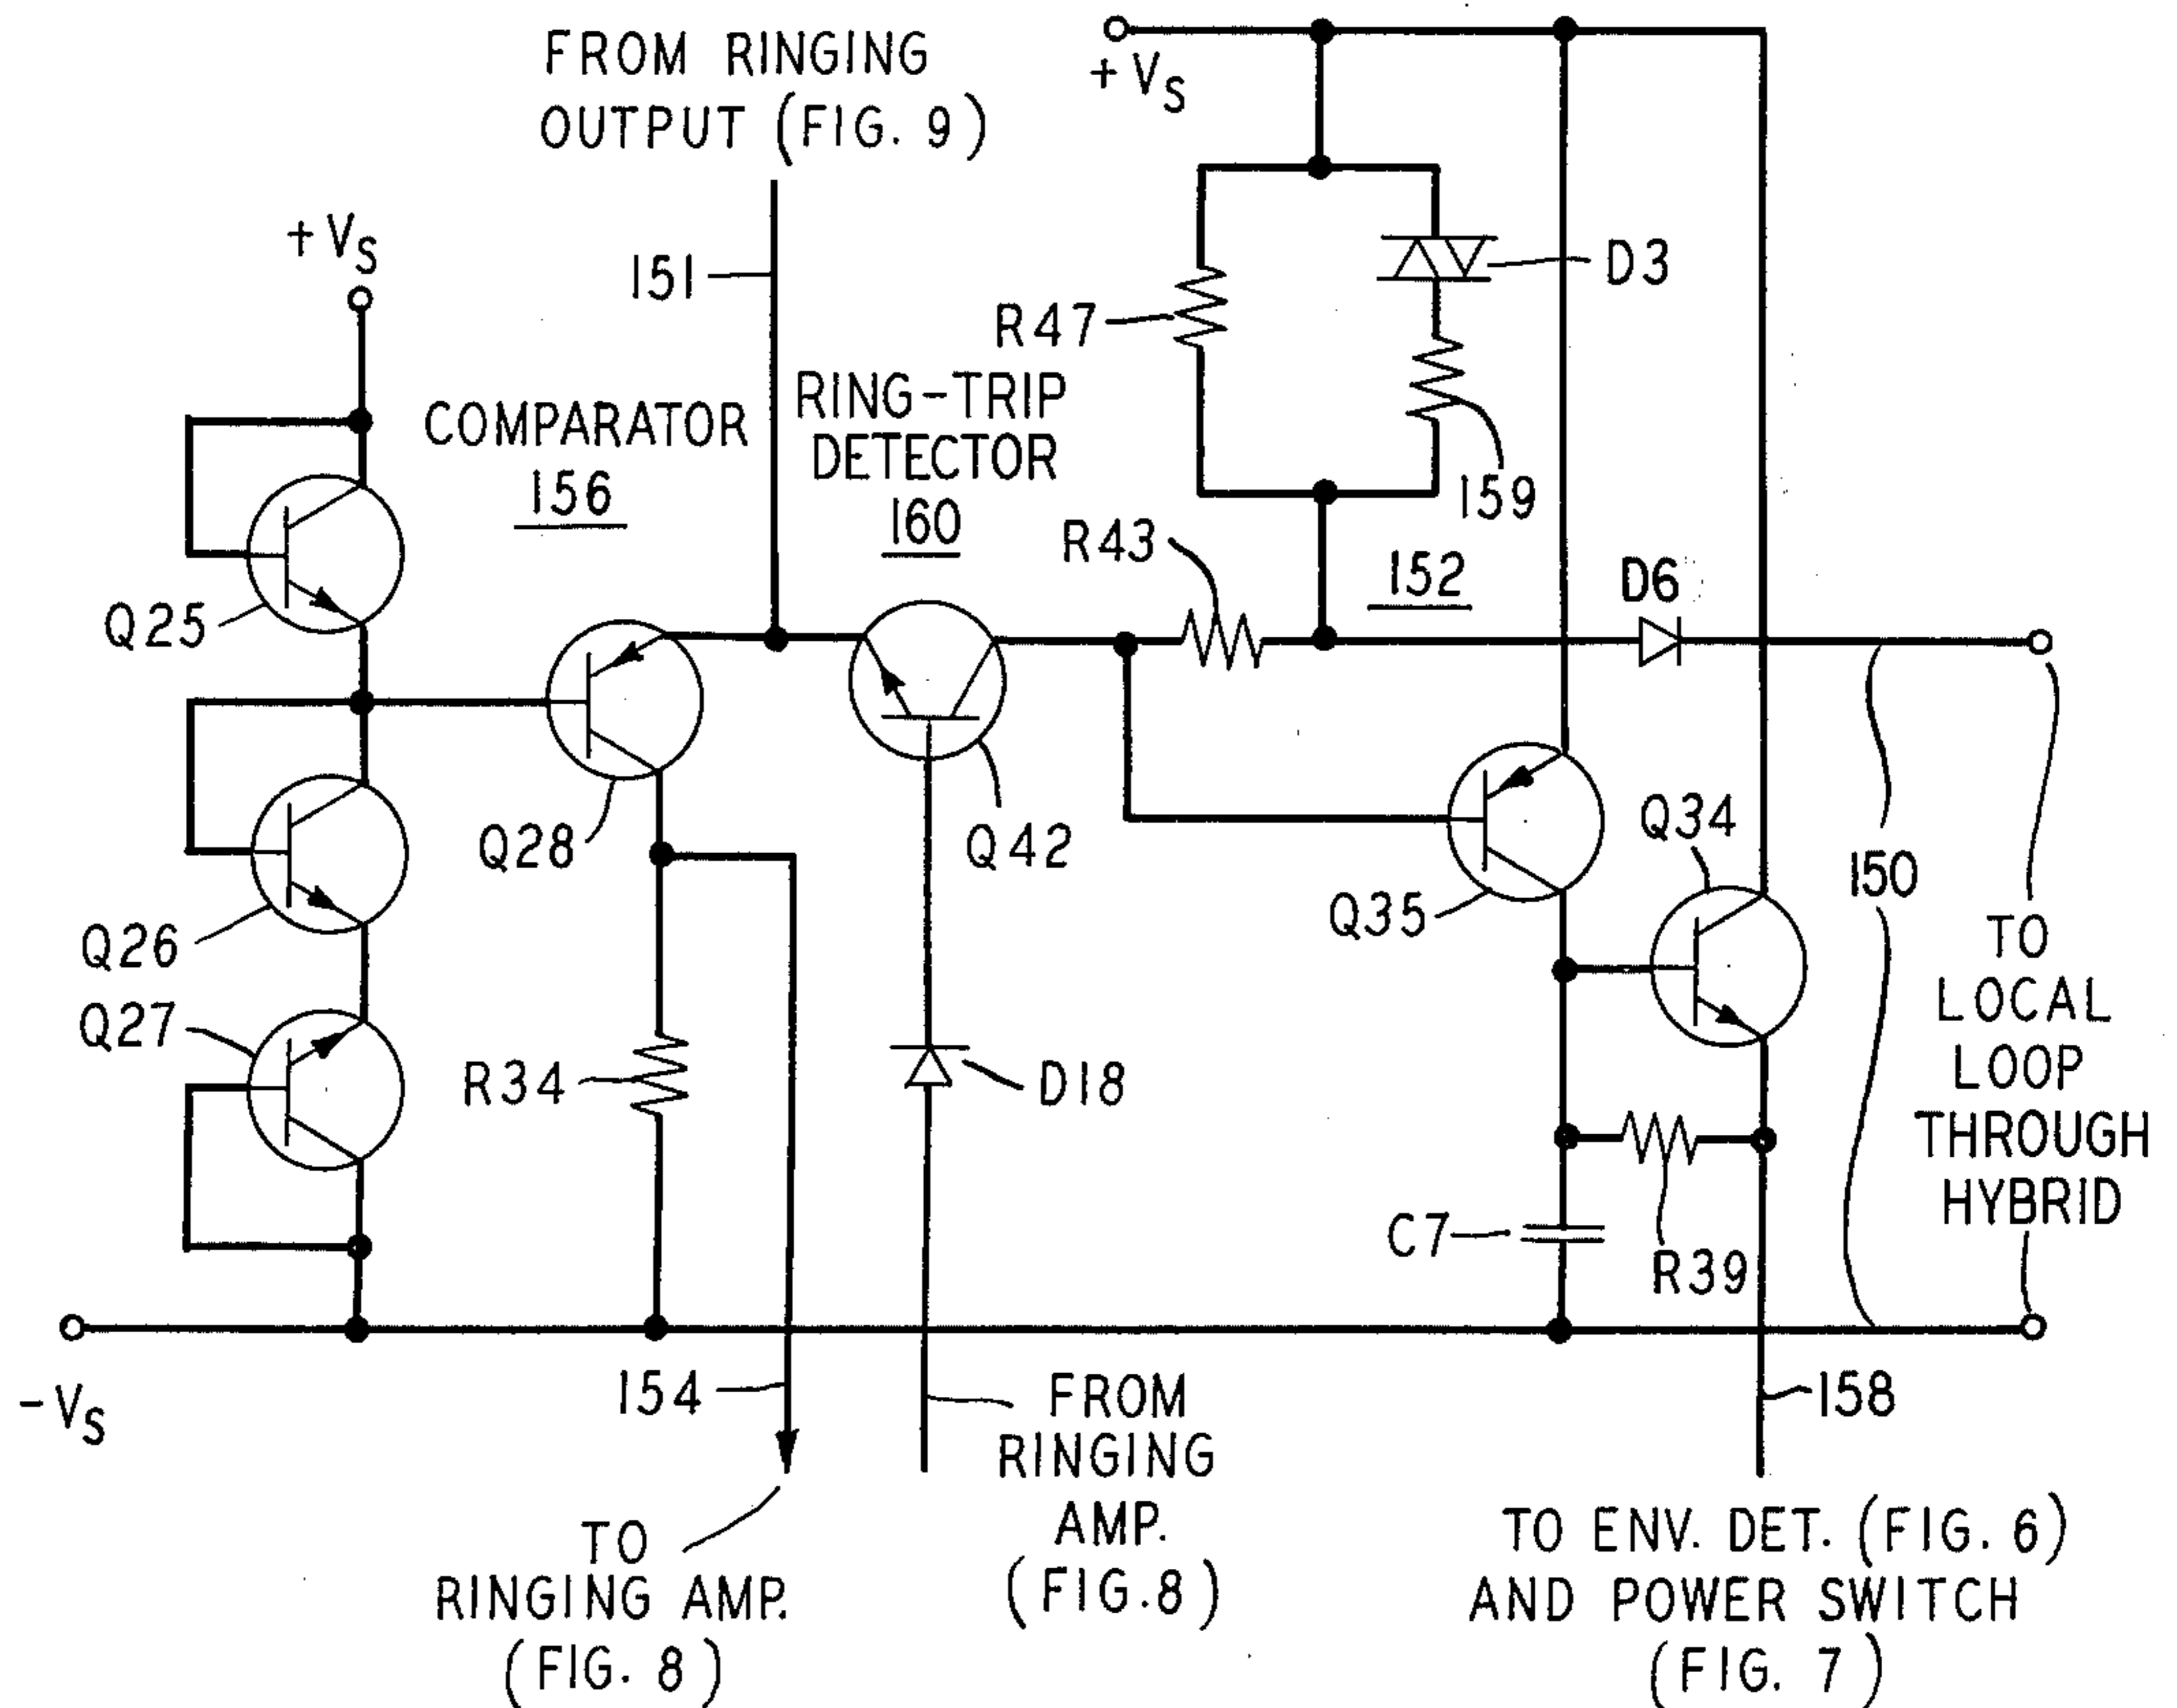 FROM RINGING
OUTPUT (FIG. 9)
+VS
+VS
151
D3
R47
COMPARATOR
156
RING-TRIP
DETECTOR
160
159
R43
152
D6
Q25
Q28
Q42
Q34
Q35
150
Q26
Q27
R34
D18
TO
LOCAL
LOOP
THROUGH
HYBRID
C7
R39
-VS
154
FROM
RINGING
AMP.
(FIG.8)
158
TO
RINGING AMP.
(FIG. 8)
TO ENV. DET. (FIG. 6)
AND POWER SWITCH
(FIG. 7)